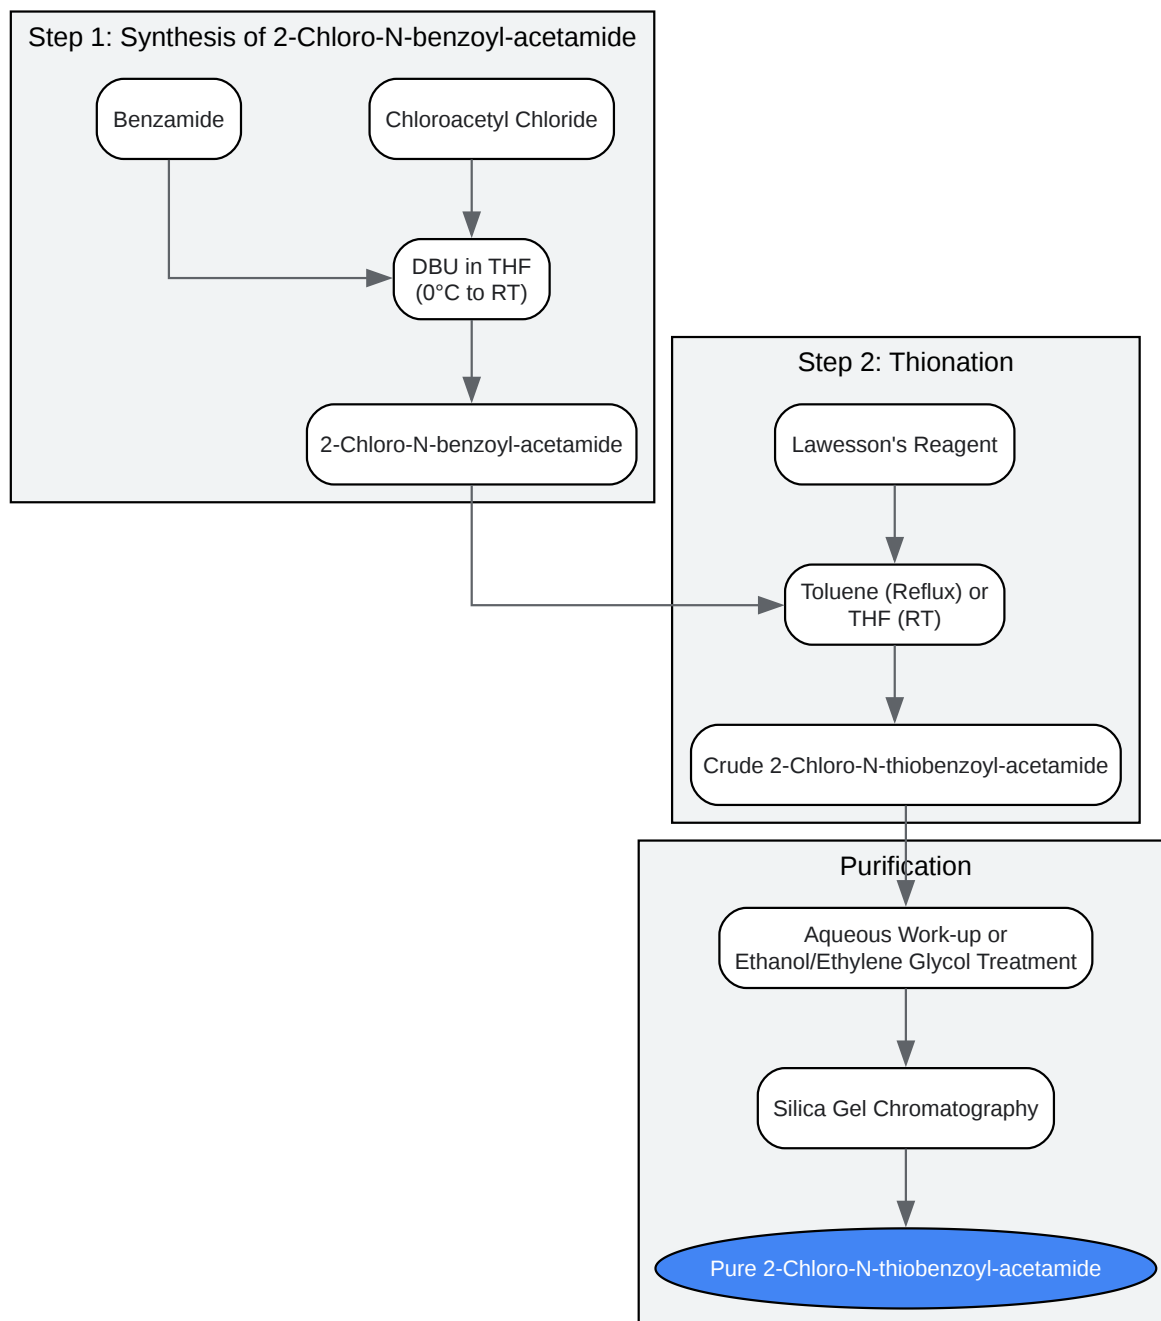 Step 1: Synthesis of 2-Chloro-N-benzoyl-acetamide
Benzamide
Chloroacetyl Chloride
DBU in THF
(0°C to RT)
2-Chloro-N-benzoyl-acetamide
Step 2: Thionation
Lawesson's Reagent
Toluene (Reflux) or
THF (RT)
Crude 2-Chloro-N-thiobenzoyl-acetamide
Purification
Aqueous Work-up or
Ethanol/Ethylene Glycol Treatment
Silica Gel Chromatography
Pure 2-Chloro-N-thiobenzoyl-acetamide